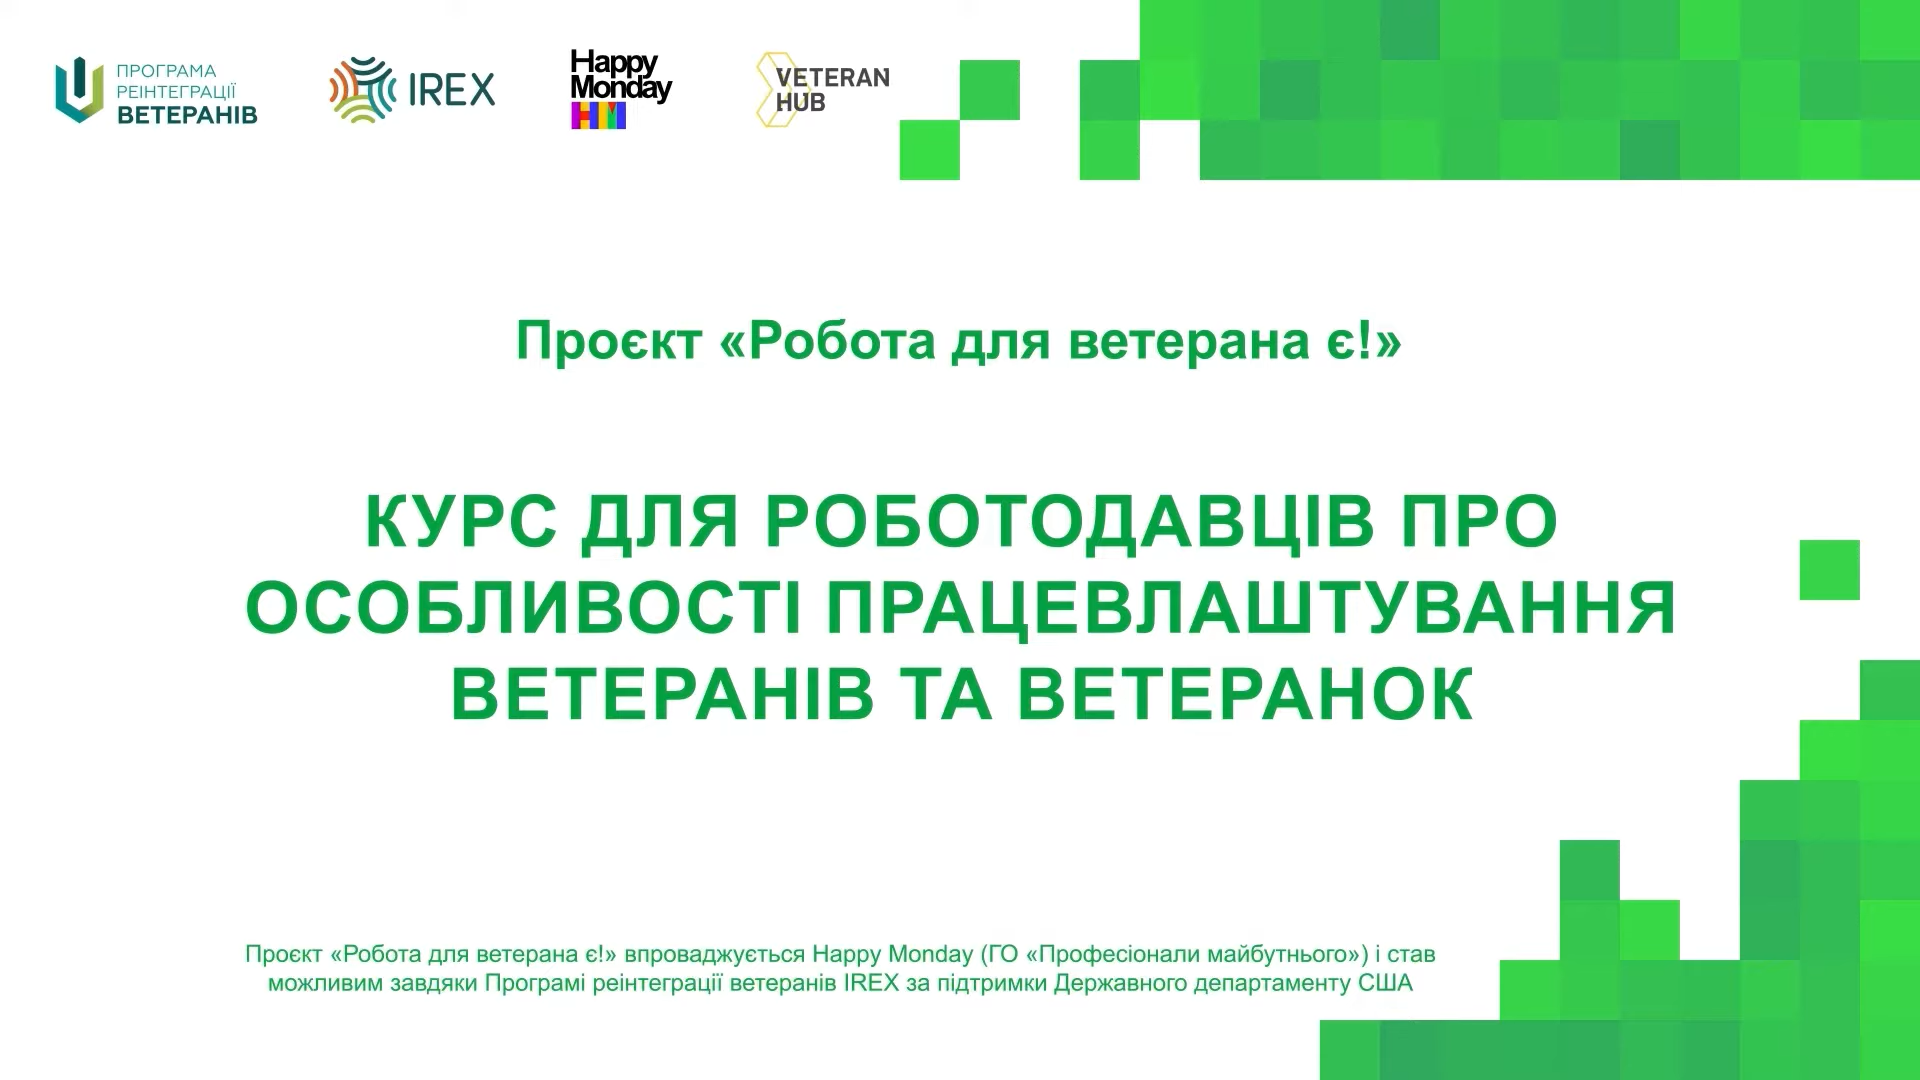 ПРОГРАМА
РЕІНТЕГРАЦІЇ
ВЕТЕРАНІВ
IREX
Happy
Monday
HM
VETERAN
HUB
Проєкт «Робота для ветерана є!»
КУРС ДЛЯ РОБОТОДАВЦІВ ПРО
ОСОБЛИВОСТІ ПРАЦЕВЛАШТУВАННЯ
ВЕТЕРАНІВ ТА ВЕТЕРАНОК
Проєкт «Робота для ветерана є!» впроваджується Happy Monday (ГО «Професіонали майбутнього») і став
можливим завдяки Програмі реінтеграції ветеранів IREX за підтримки Державного департаменту США